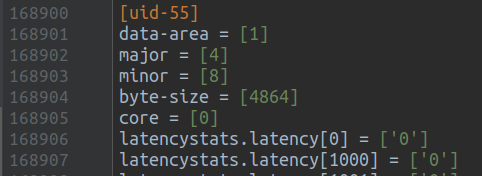 168900 [uid-55]
168901 data-area = [1]
168902 major = [4]
168903 minor = [8]
168904 byte-size = [4864]
168905 core = [0]
168906 latencystats.latency[0] = ['0']
168907 latencystats.latency[1000] = ['0']